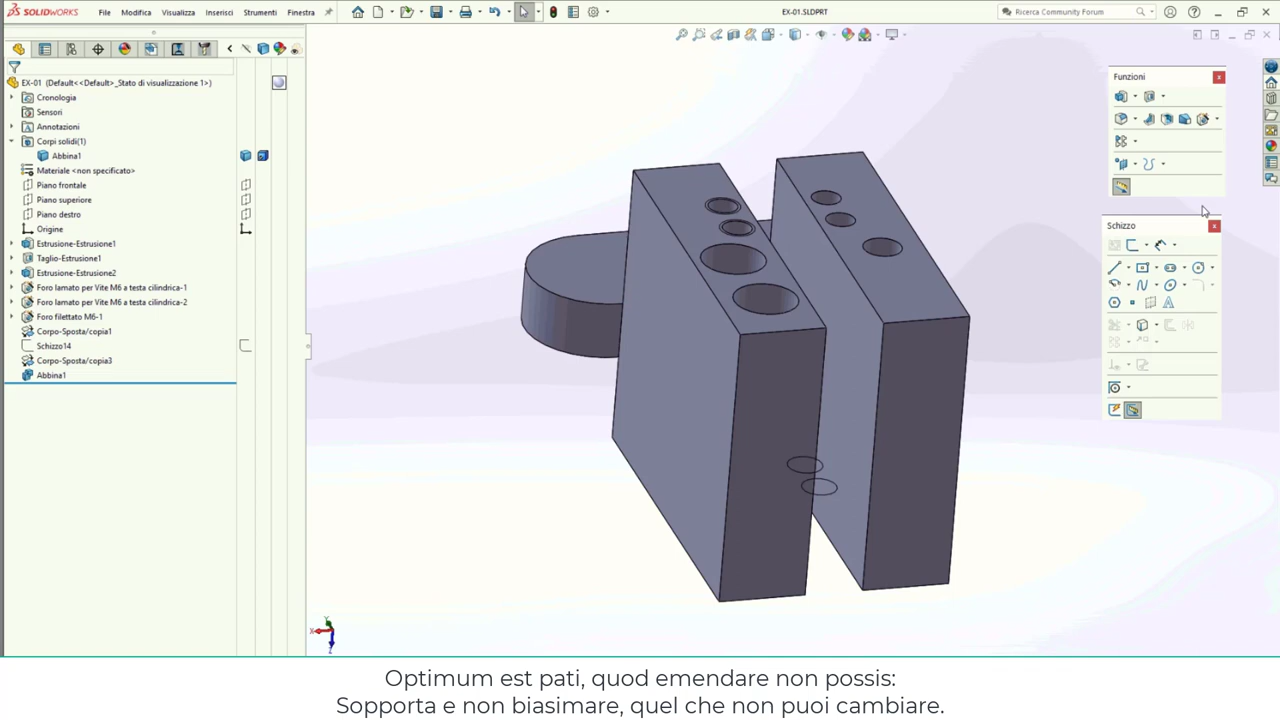 SOLIDWORKS
File
Modifica
Visualizza
Inserisci
Strumenti
Finestra
EX-01.SLDPRT
Ricerca Community Forum
EX-01 (Default<<Default>_Stato di visualizzazione 1>)
Cronologia
Sensori
Annotazioni
Corpi solidi(1)
Abbina1
Materiale <non specificato>
Piano frontale
Piano superiore
Piano destro
Origine
Estrusione-Estrusione1
Taglio-Estrusione1
Estrusione-Estrusione2
Foro lamato per Vite M6 a testa cilindrica-1
Foro lamato per Vite M6 a testa cilindrica-2
Foro filettato M6-1
Corpo-Sposta/copia1
Schizzo14
Corpo-Sposta/copia3
Abbina1
Funzioni
Schizzo
Y
X
Z
Optimum est pati, quod emendare non possis:
Sopporta e non biasimare, quel che non puoi cambiare.